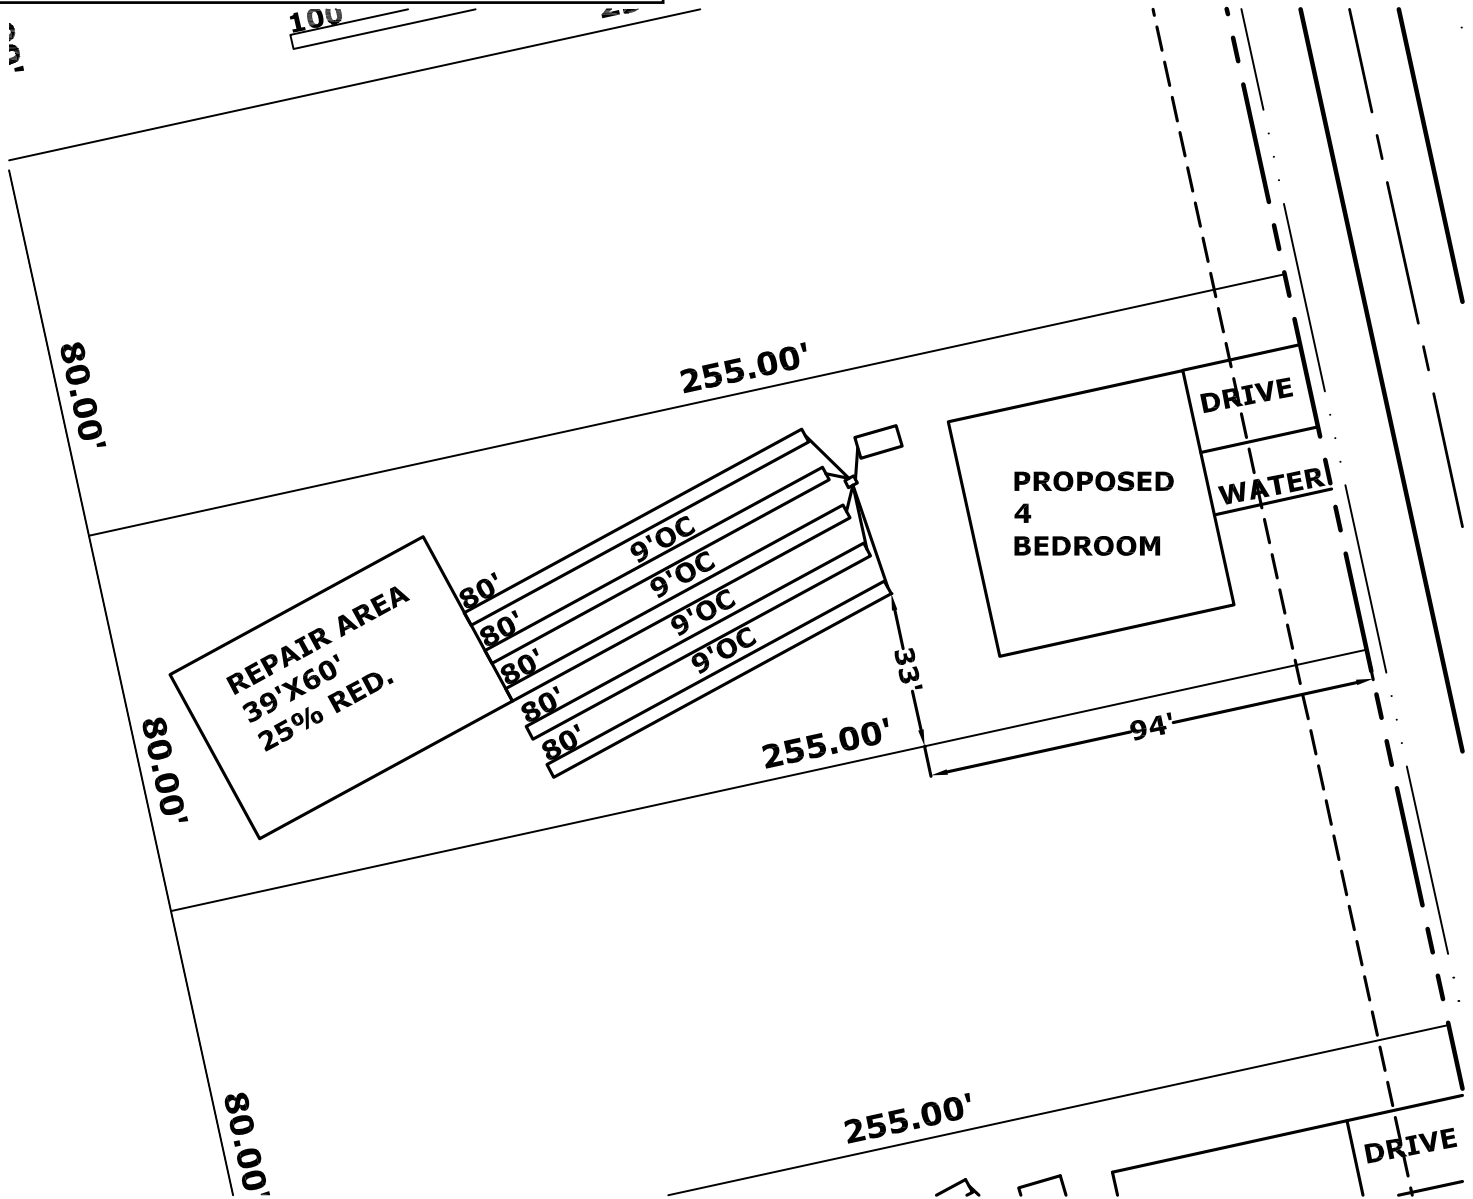 100
80.00'
255.00'
DRIVE
WATER
PROPOSED
4
BEDROOM
9'OC
9'OC
9'OC
9'OC
80'
80'
80'
80'
80'
REPAIR AREA
39'X60'
25% RED.
33'
94'
255.00'
80.00'
80.00'
255.00'
DRIVE